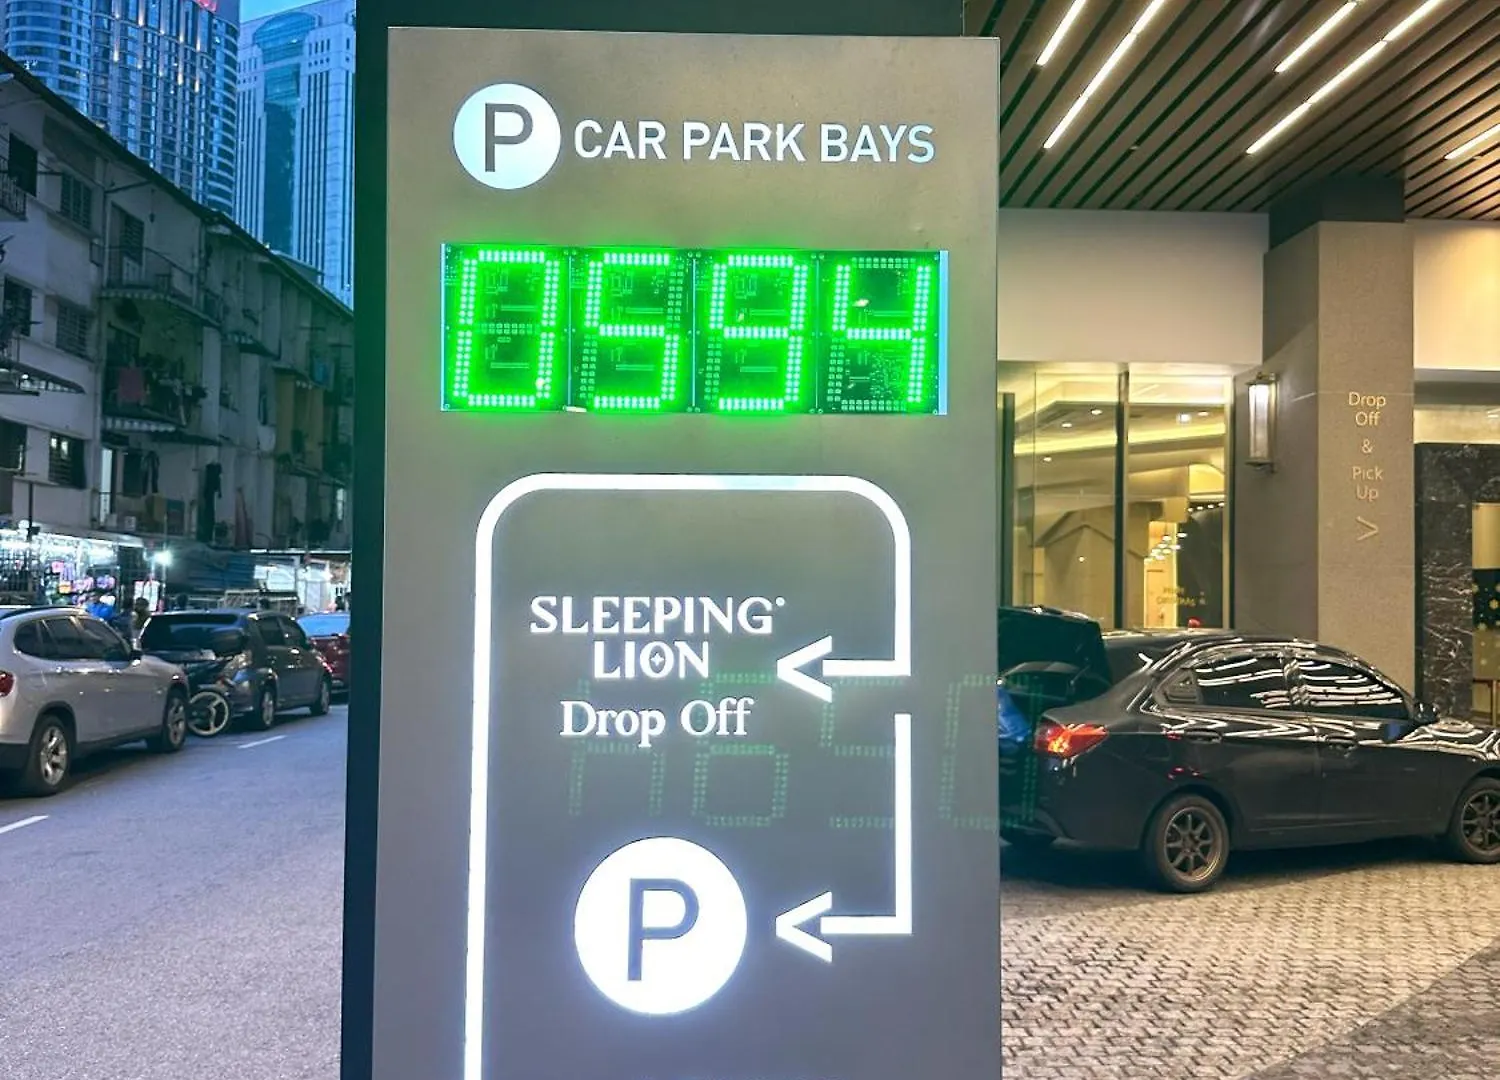 P CAR PARK BAYS
0594
SLEEPING
LION
Drop Off
P
Drop
Off
&
Pick
Up
>